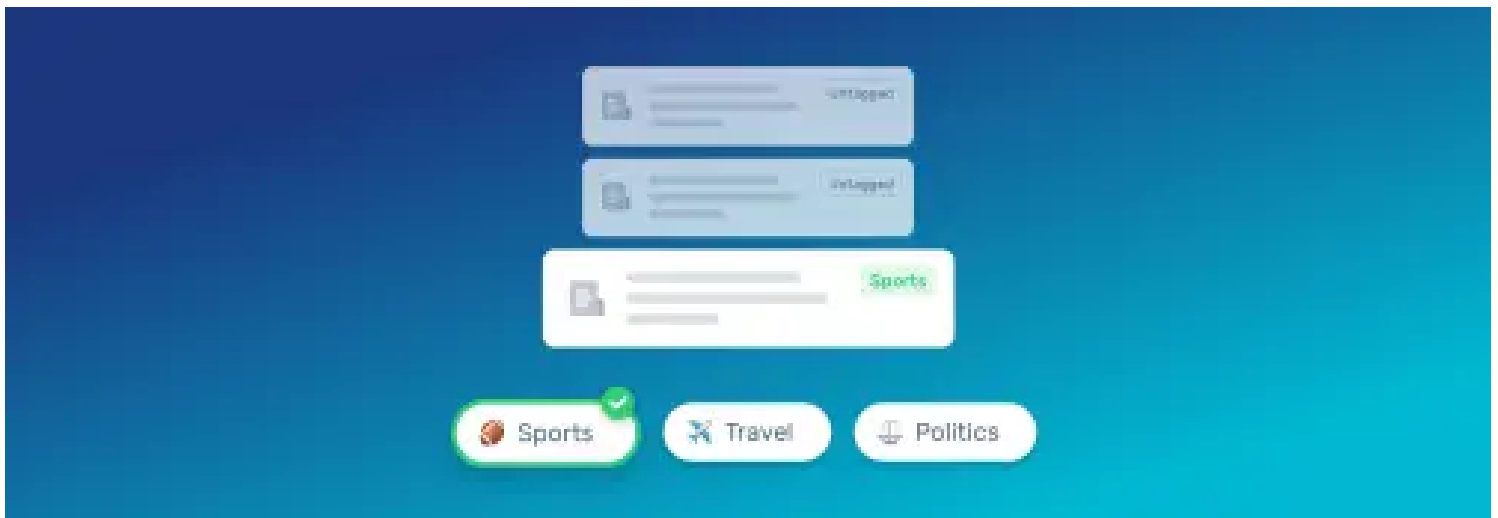 Untagged
Untagged
Sports
Sports
Travel
Politics